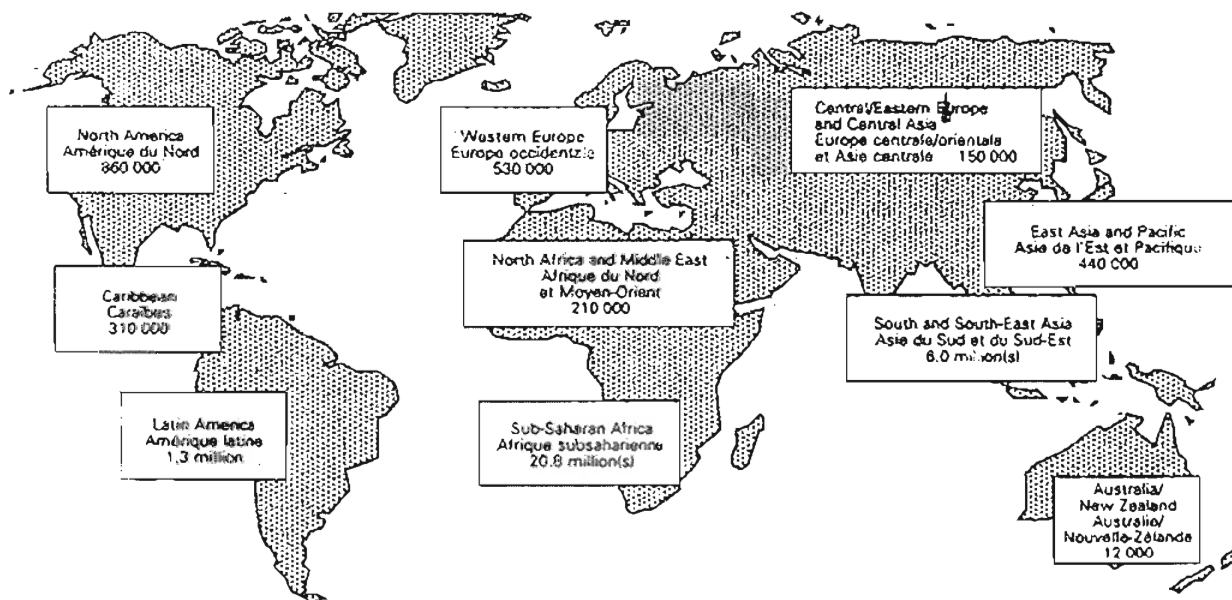 North America
Amérique du Nord
860 000
Western Europe
Europe occidentale
530 000
Central/Eastern Europe
and Central Asia
Europe centrale/orientale
et Asie centrale 150 000
East Asia and Pacific
Asie de l'Est et Pacifique
440 000
North Africa and Middle East
Afrique du Nord
et Moyen-Orient
210 000
Caribbean
Caraïbes
310 000
South and South-East Asia
Asie du Sud et du Sud-Est
6.0 million(s)
Latin America
Amérique latine
1,3 million
Sub-Saharan Africa
Afrique subsaharienne
20.8 million(s)
Australia/
New Zealand
Australie/
Nouvelle-Zélande
12 000